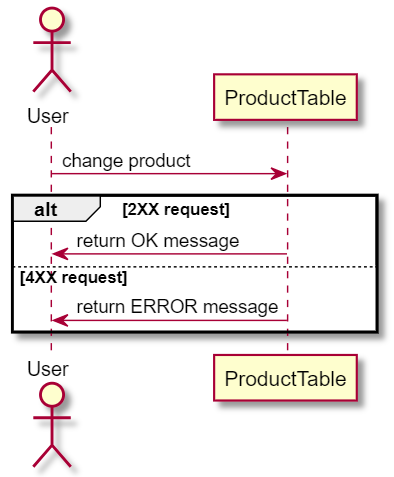 User
ProductTable
change product
alt [2XX request]
return OK message
[4XX request]
return ERROR message
User
ProductTable